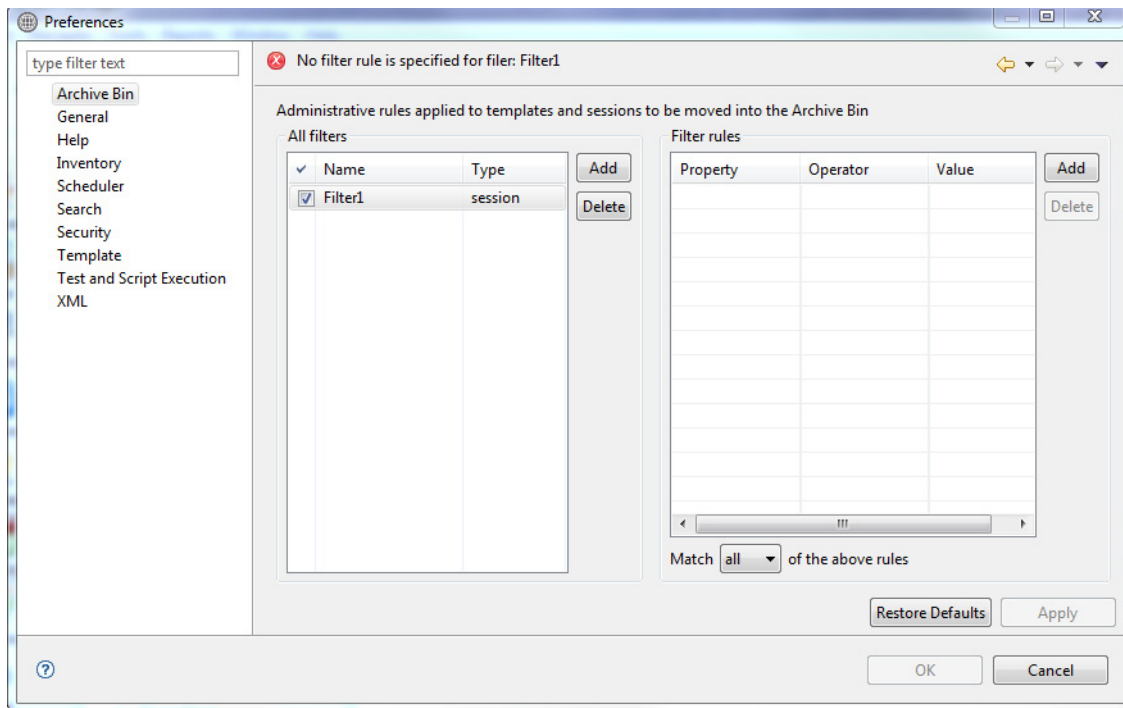 Preferences
type filter text
No filter rule is specified for filer: Filter1
Archive Bin
General
Help
Inventory
Scheduler
Search
Security
Template
Test and Script Execution
XML
Administrative rules applied to templates and sessions to be moved into the Archive Bin
All filters
Name Type
Filter1 session
Add
Delete
Filter rules
Property Operator Value
Add
Delete
Match all of the above rules
Restore Defaults Apply
OK Cancel